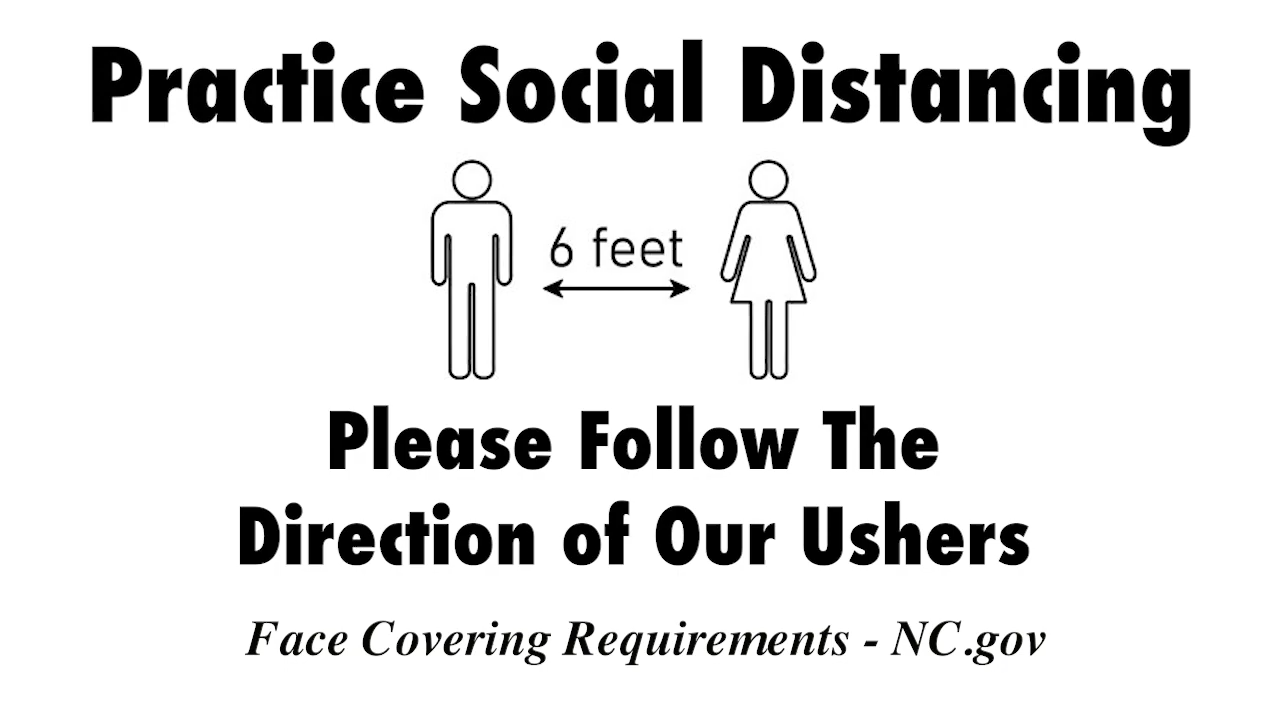 Practice Social Distancing
6 feet
Please Follow The
Direction of Our Ushers
Face Covering Requirements - NC.gov